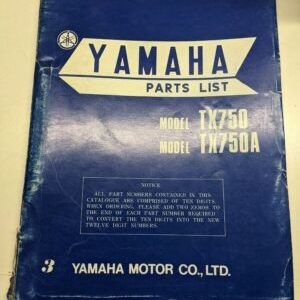 YAMAHA
PARTS LIST
MODEL TX750
MODEL TX750A
NOTICE
ALL PART NUMBERS CONTAINED IN THIS
CATALOGUE ARE COMPRISED OF TEN DIGITS.
WHEN ORDERING, PLEASE ADD TWO ZEROS TO
THE END OF EACH PART NUMBER REQUIRED
TO CONVERT THE TEN DIGITS INTO THE NEW
TWELVE DIGIT NUMBERS.
3 YAMAHA MOTOR CO., LTD.